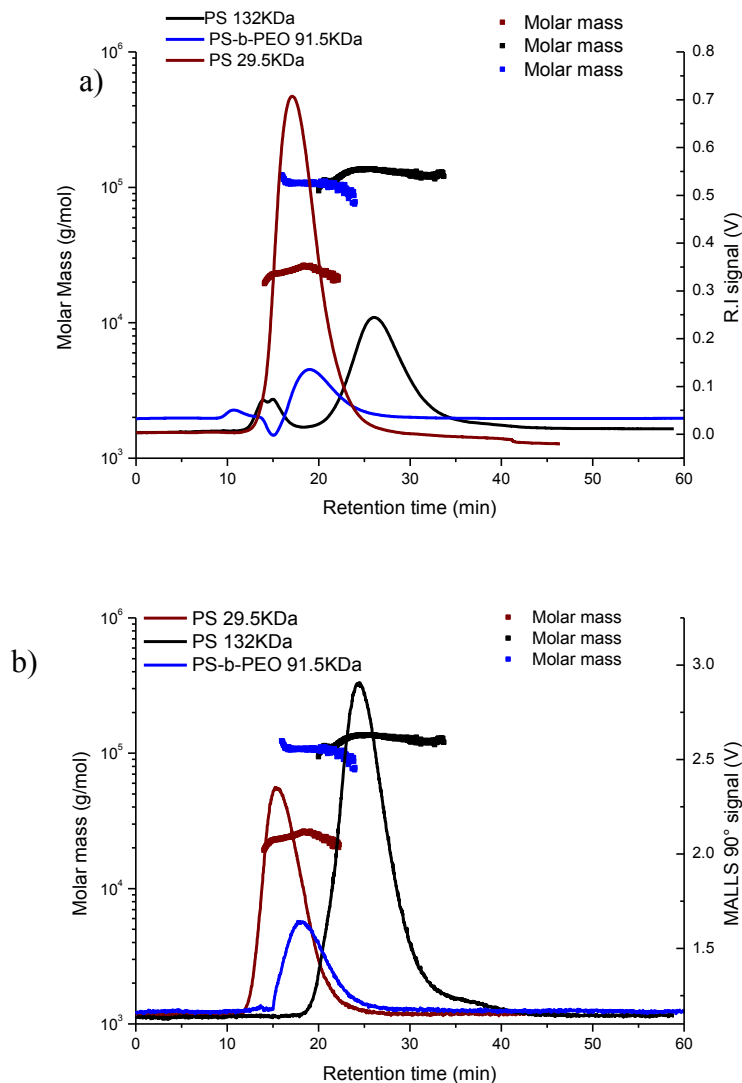 a)
PS 132KDa
PS-b-PEO 91.5KDa
PS 29.5KDa
Molar mass
Molar mass
Molar mass
Molar Mass (g/mol)
10^6
10^5
10^4
10^3
R.I signal (V)
0.8
0.7
0.6
0.5
0.4
0.3
0.2
0.1
0.0
0 10 20 30 40 50 60
Retention time (min)
b)
PS 29.5KDa
PS 132KDa
PS-b-PEO 91.5KDa
Molar mass
Molar mass
Molar mass
Molar mass (g/mol)
10^6
10^5
10^4
10^3
MALLS 90° signal (V)
3.0
2.5
2.0
1.5
0 10 20 30 40 50 60
Retention time (min)